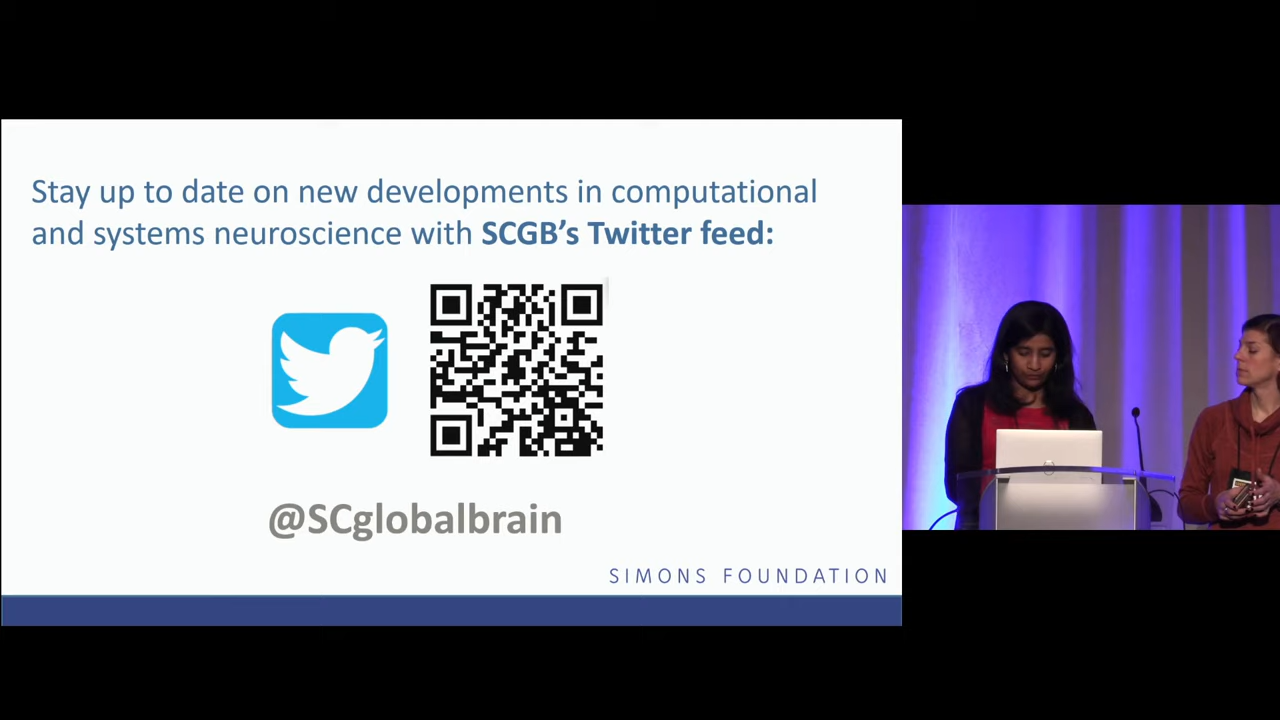 Stay up to date on new developments in computational
and systems neuroscience with SCGB’s Twitter feed:
@SCglobalbrain
SIMONS FOUNDATION